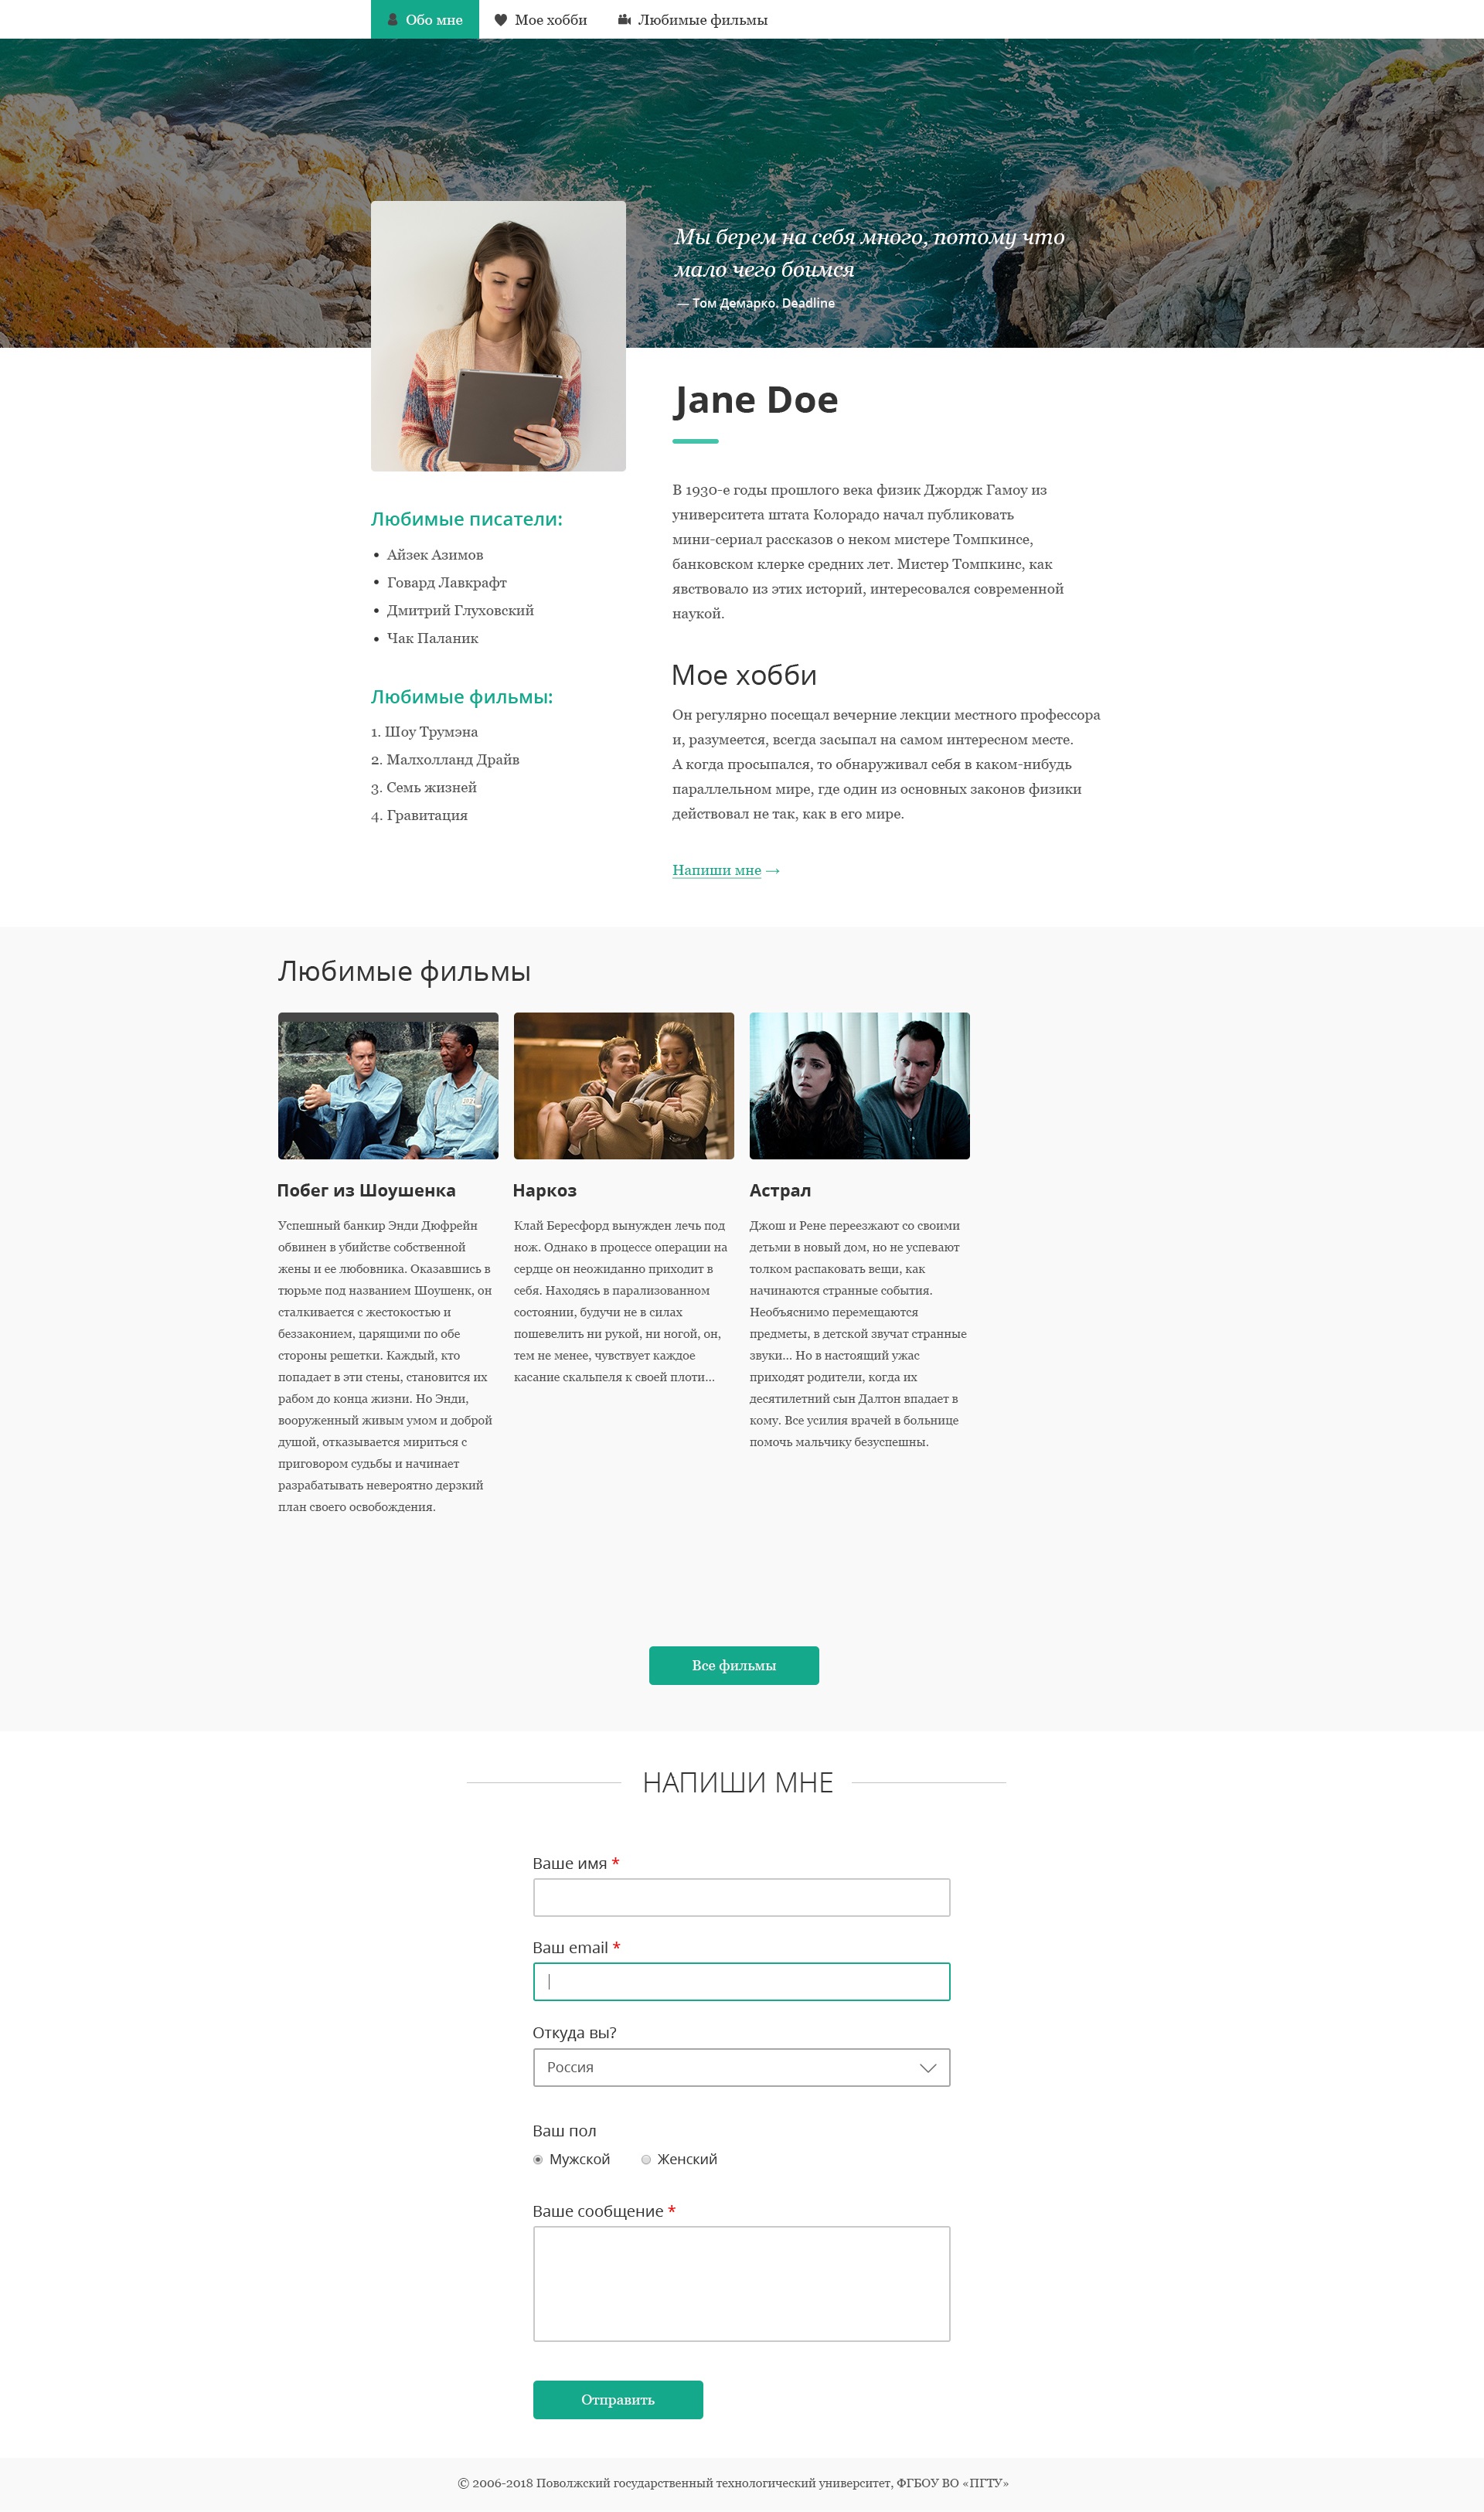 Обо мне
Мое хобби
Любимые фильмы
Мы берем на себя много, потому что
мало чего боимся
— Том Демарко. Deadline
Jane Doe
В 1930-е годы прошлого века физик Джордж Гамоу из
университета штата Колорадо начал публиковать
мини-сериал рассказов о неком мистере Томпкинсе,
банковском клерке средних лет. Мистер Томпкинс, как
явствовало из этих историй, интересовался современной
наукой.
Любимые писатели:
• Айзек Азимов
• Говард Лавкрафт
• Дмитрий Глуховский
• Чак Паланик
Любимые фильмы:
1. Шоу Трумэна
2. Малхолланд Драйв
3. Семь жизней
4. Гравитация
Мое хобби
Он регулярно посещал вечерние лекции местного профессора
и, разумеется, всегда засыпал на самом интересном месте.
А когда просыпался, то обнаруживал себя в каком-нибудь
параллельном мире, где один из основных законов физики
действовал не так, как в его мире.
Напиши мне →
Любимые фильмы
Побег из Шоушенка
Успешный банкир Энди Дюфрейн
обвинен в убийстве собственной
жены и ее любовника. Оказавшись в
тюрьме под названием Шоушенк, он
сталкивается с жестокостью и
беззаконием, царящими по обе
стороны решетки. Каждый, кто
попадает в эти стены, становится их
рабом до конца жизни. Но Энди,
вооруженный живым умом и доброй
душой, отказывается мириться с
приговором судьбы и начинает
разрабатывать невероятно дерзкий
план своего освобождения.
Наркоз
Клай Бересфорд вынужден лечь под
нож. Однако в процессе операции на
сердце он неожиданно приходит в
себя. Находясь в парализованном
состоянии, будучи не в силах
пошевелить ни рукой, ни ногой, он,
тем не менее, чувствует каждое
касание скальпеля к своей плоти...
Астрал
Джош и Рене переезжают со своими
детьми в новый дом, но не успевают
толком распаковать вещи, как
начинаются странные события.
Необъяснимо перемещаются
предметы, в детской звучат странные
звуки... Но в настоящий ужас
приходят родители, когда их
десятилетний сын Далтон впадает в
кому. Все усилия врачей в больнице
помочь мальчику безуспешны.
Все фильмы
НАПИШИ МНЕ
Ваше имя *
Ваш email *
Откуда вы?
Россия
Ваш пол
Мужской
Женский
Ваше сообщение *
Отправить
© 2006-2018 Поволжский государственный технологический университет, ФГБОУ ВО «ПГТУ»